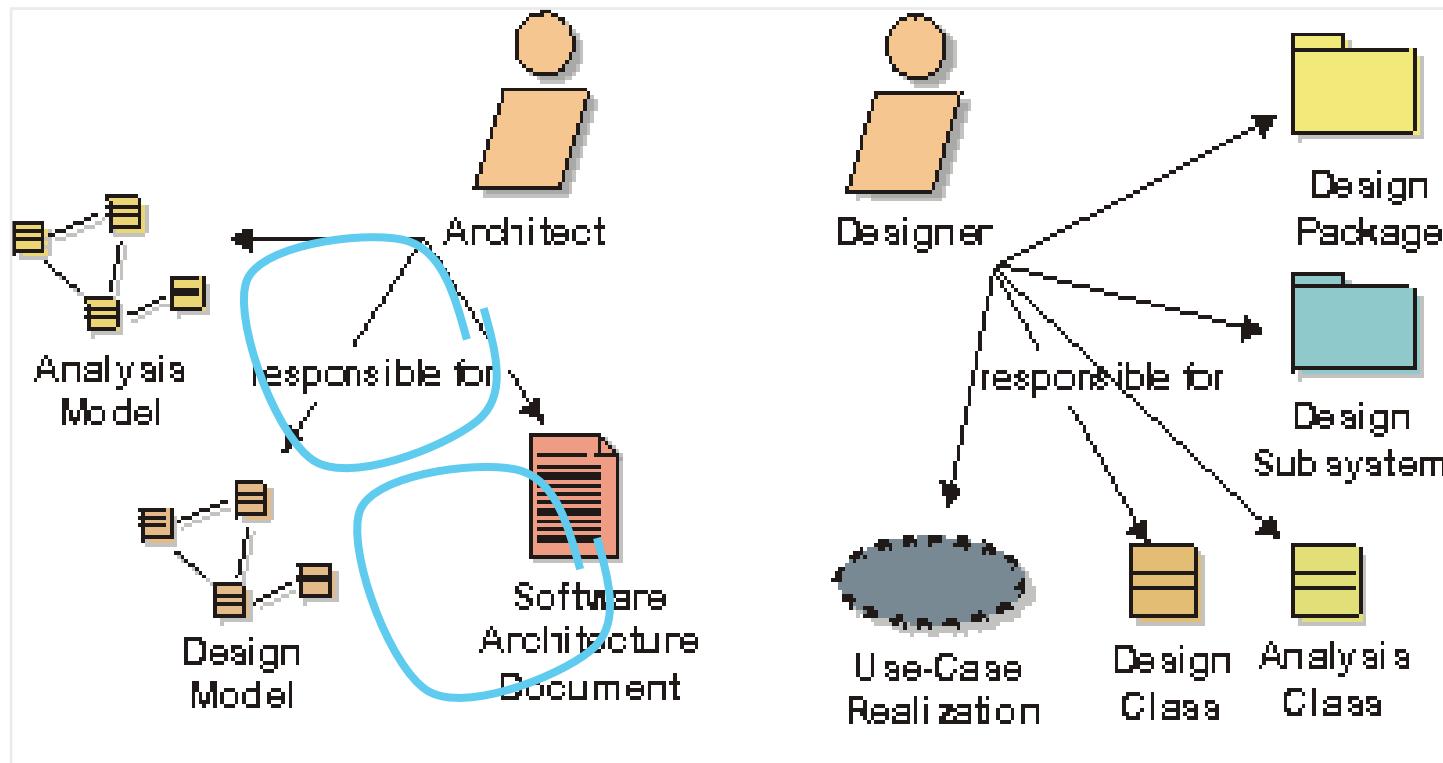 Architect
Designer
Design
Package
Analysis
Model
responsible for
responsible for
Design
Subsystem
Software
Architecture
Document
Design
Model
Use-Case
Realization
Design
Class
Analysis
Class